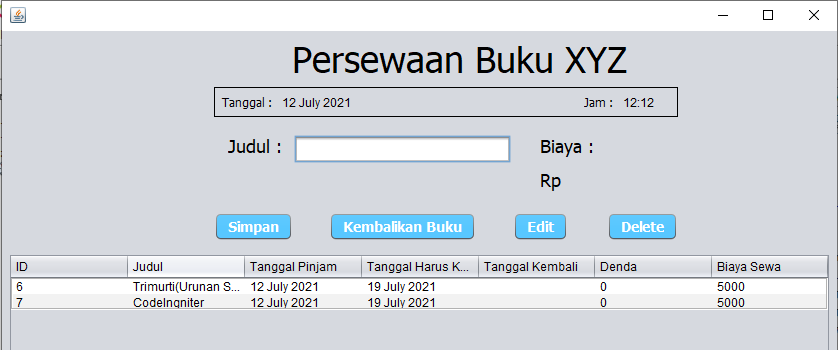 Persewaan Buku XYZ
Tanggal : 12 July 2021 Jam : 12:12
Judul : Biaya :
Rp
Simpan Kembalikan Buku Edit Delete
ID Judul Tanggal Pinjam Tanggal Harus K... Tanggal Kembali Denda Biaya Sewa
6 Trimurti(Urunan S... 12 July 2021 19 July 2021 0 5000
7 CodeIngniter 12 July 2021 19 July 2021 0 5000